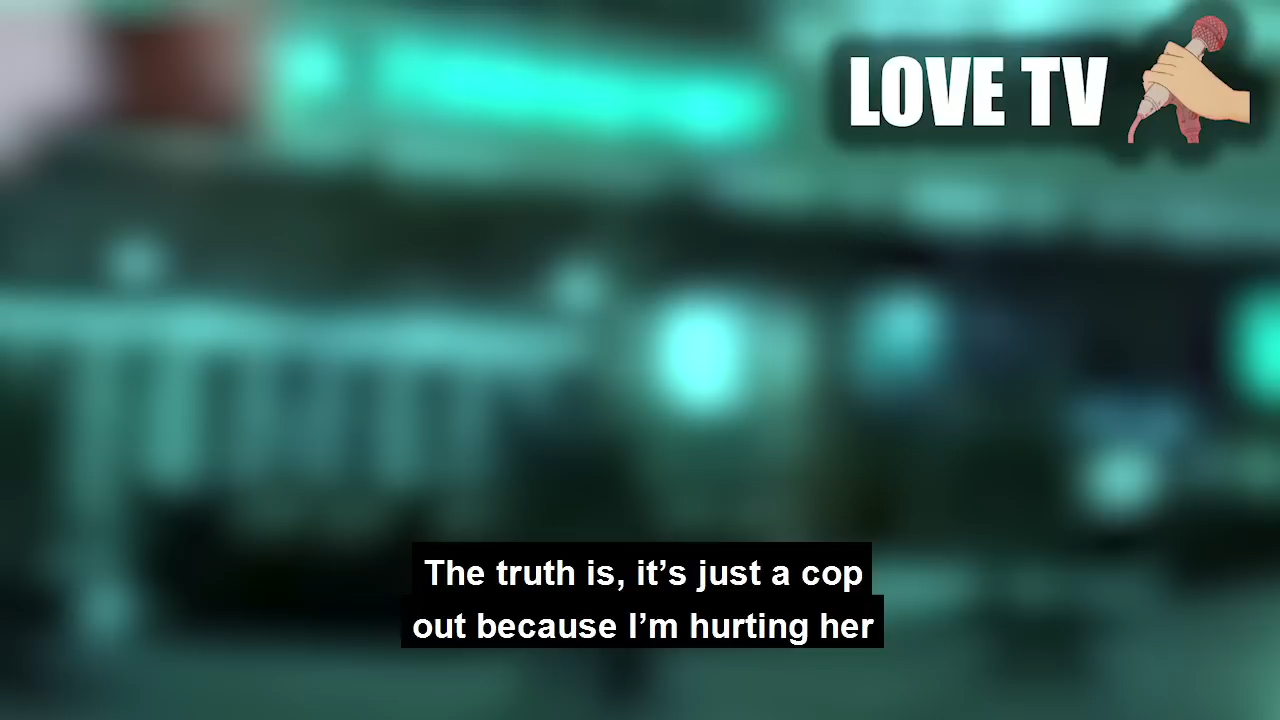 LOVE TV
The truth is, it’s just a cop
out because I’m hurting her